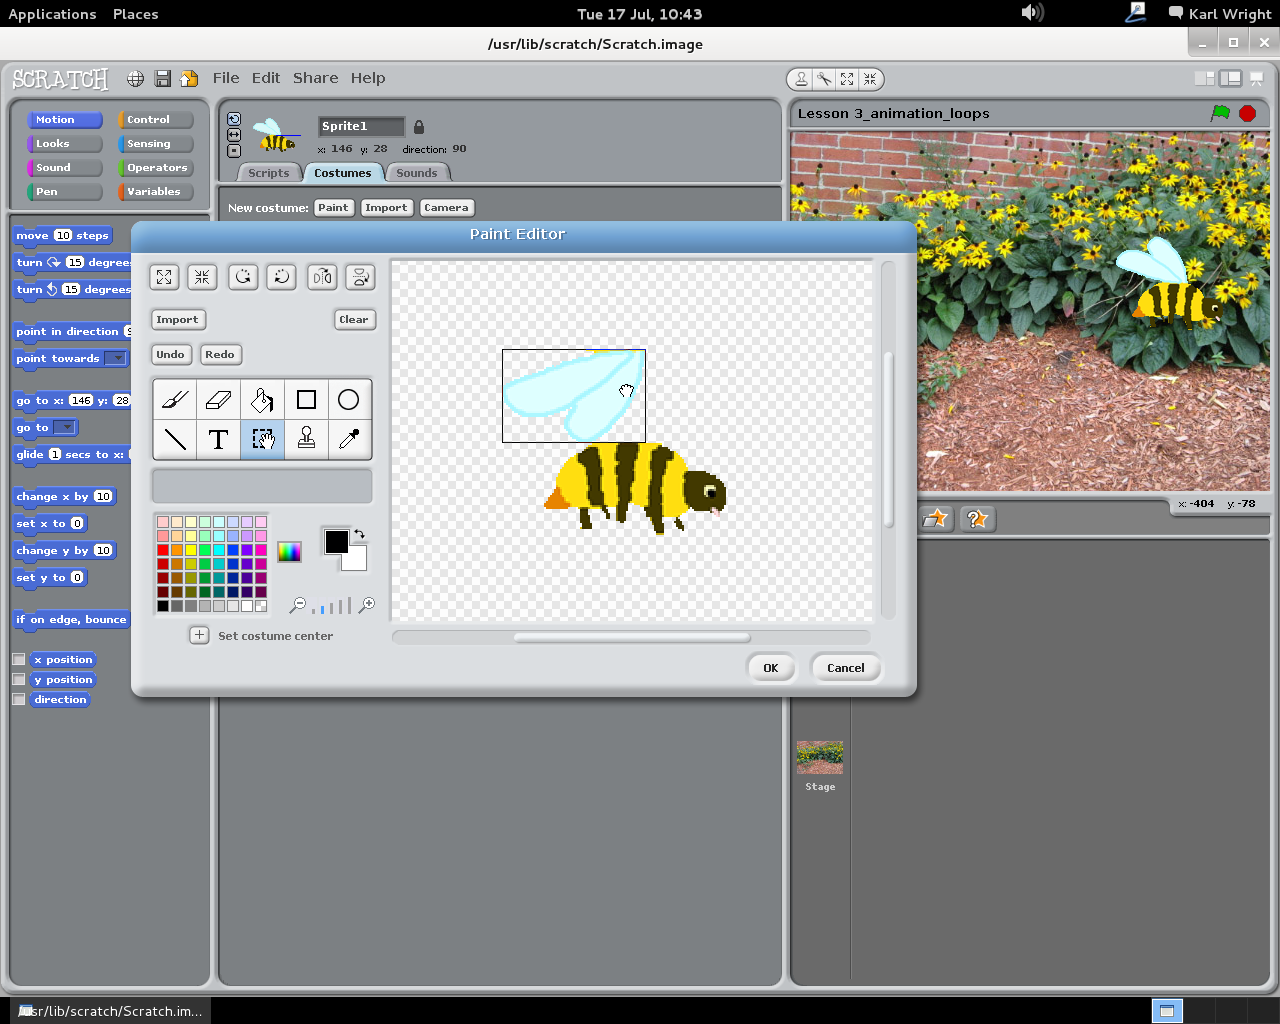 Applications Places Tue 17 Jul, 10:43 Karl Wright
/usr/lib/scratch/Scratch.image
SCRATCH File Edit Share Help
Motion Control
Looks Sensing
Sound Operators
Pen Variables
Sprite1
x: 146 y: 28 direction: 90
Scripts Costumes Sounds
New costume: Paint Import Camera
Lesson 3_animation_loops
move 10 steps
turn 15 degrees
turn 15 degrees
point in direction
point towards
go to x: 146 y: 28
go to
glide 1 secs to x:
change x by 10
set x to 0
change y by 10
set y to 0
if on edge, bounce
x position
y position
direction
Paint Editor
Import Clear
Undo Redo
T
Set costume center
OK Cancel
x: -404 y: -78
Stage
/usr/lib/scratch/Scratch.im...